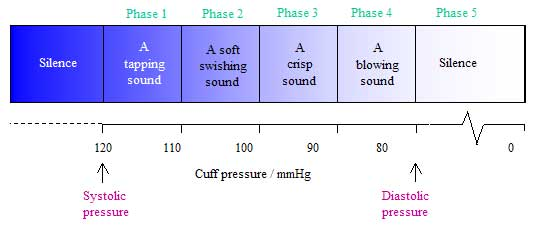 Phase 1 Phase 2 Phase 3 Phase 4 Phase 5
Silence
A
tapping
sound
A soft
swishing
sound
A
crisp
sound
A
blowing
sound
Silence
120 110 100 90 80 0
Cuff pressure / mmHg
Systolic
pressure
Diastolic
pressure